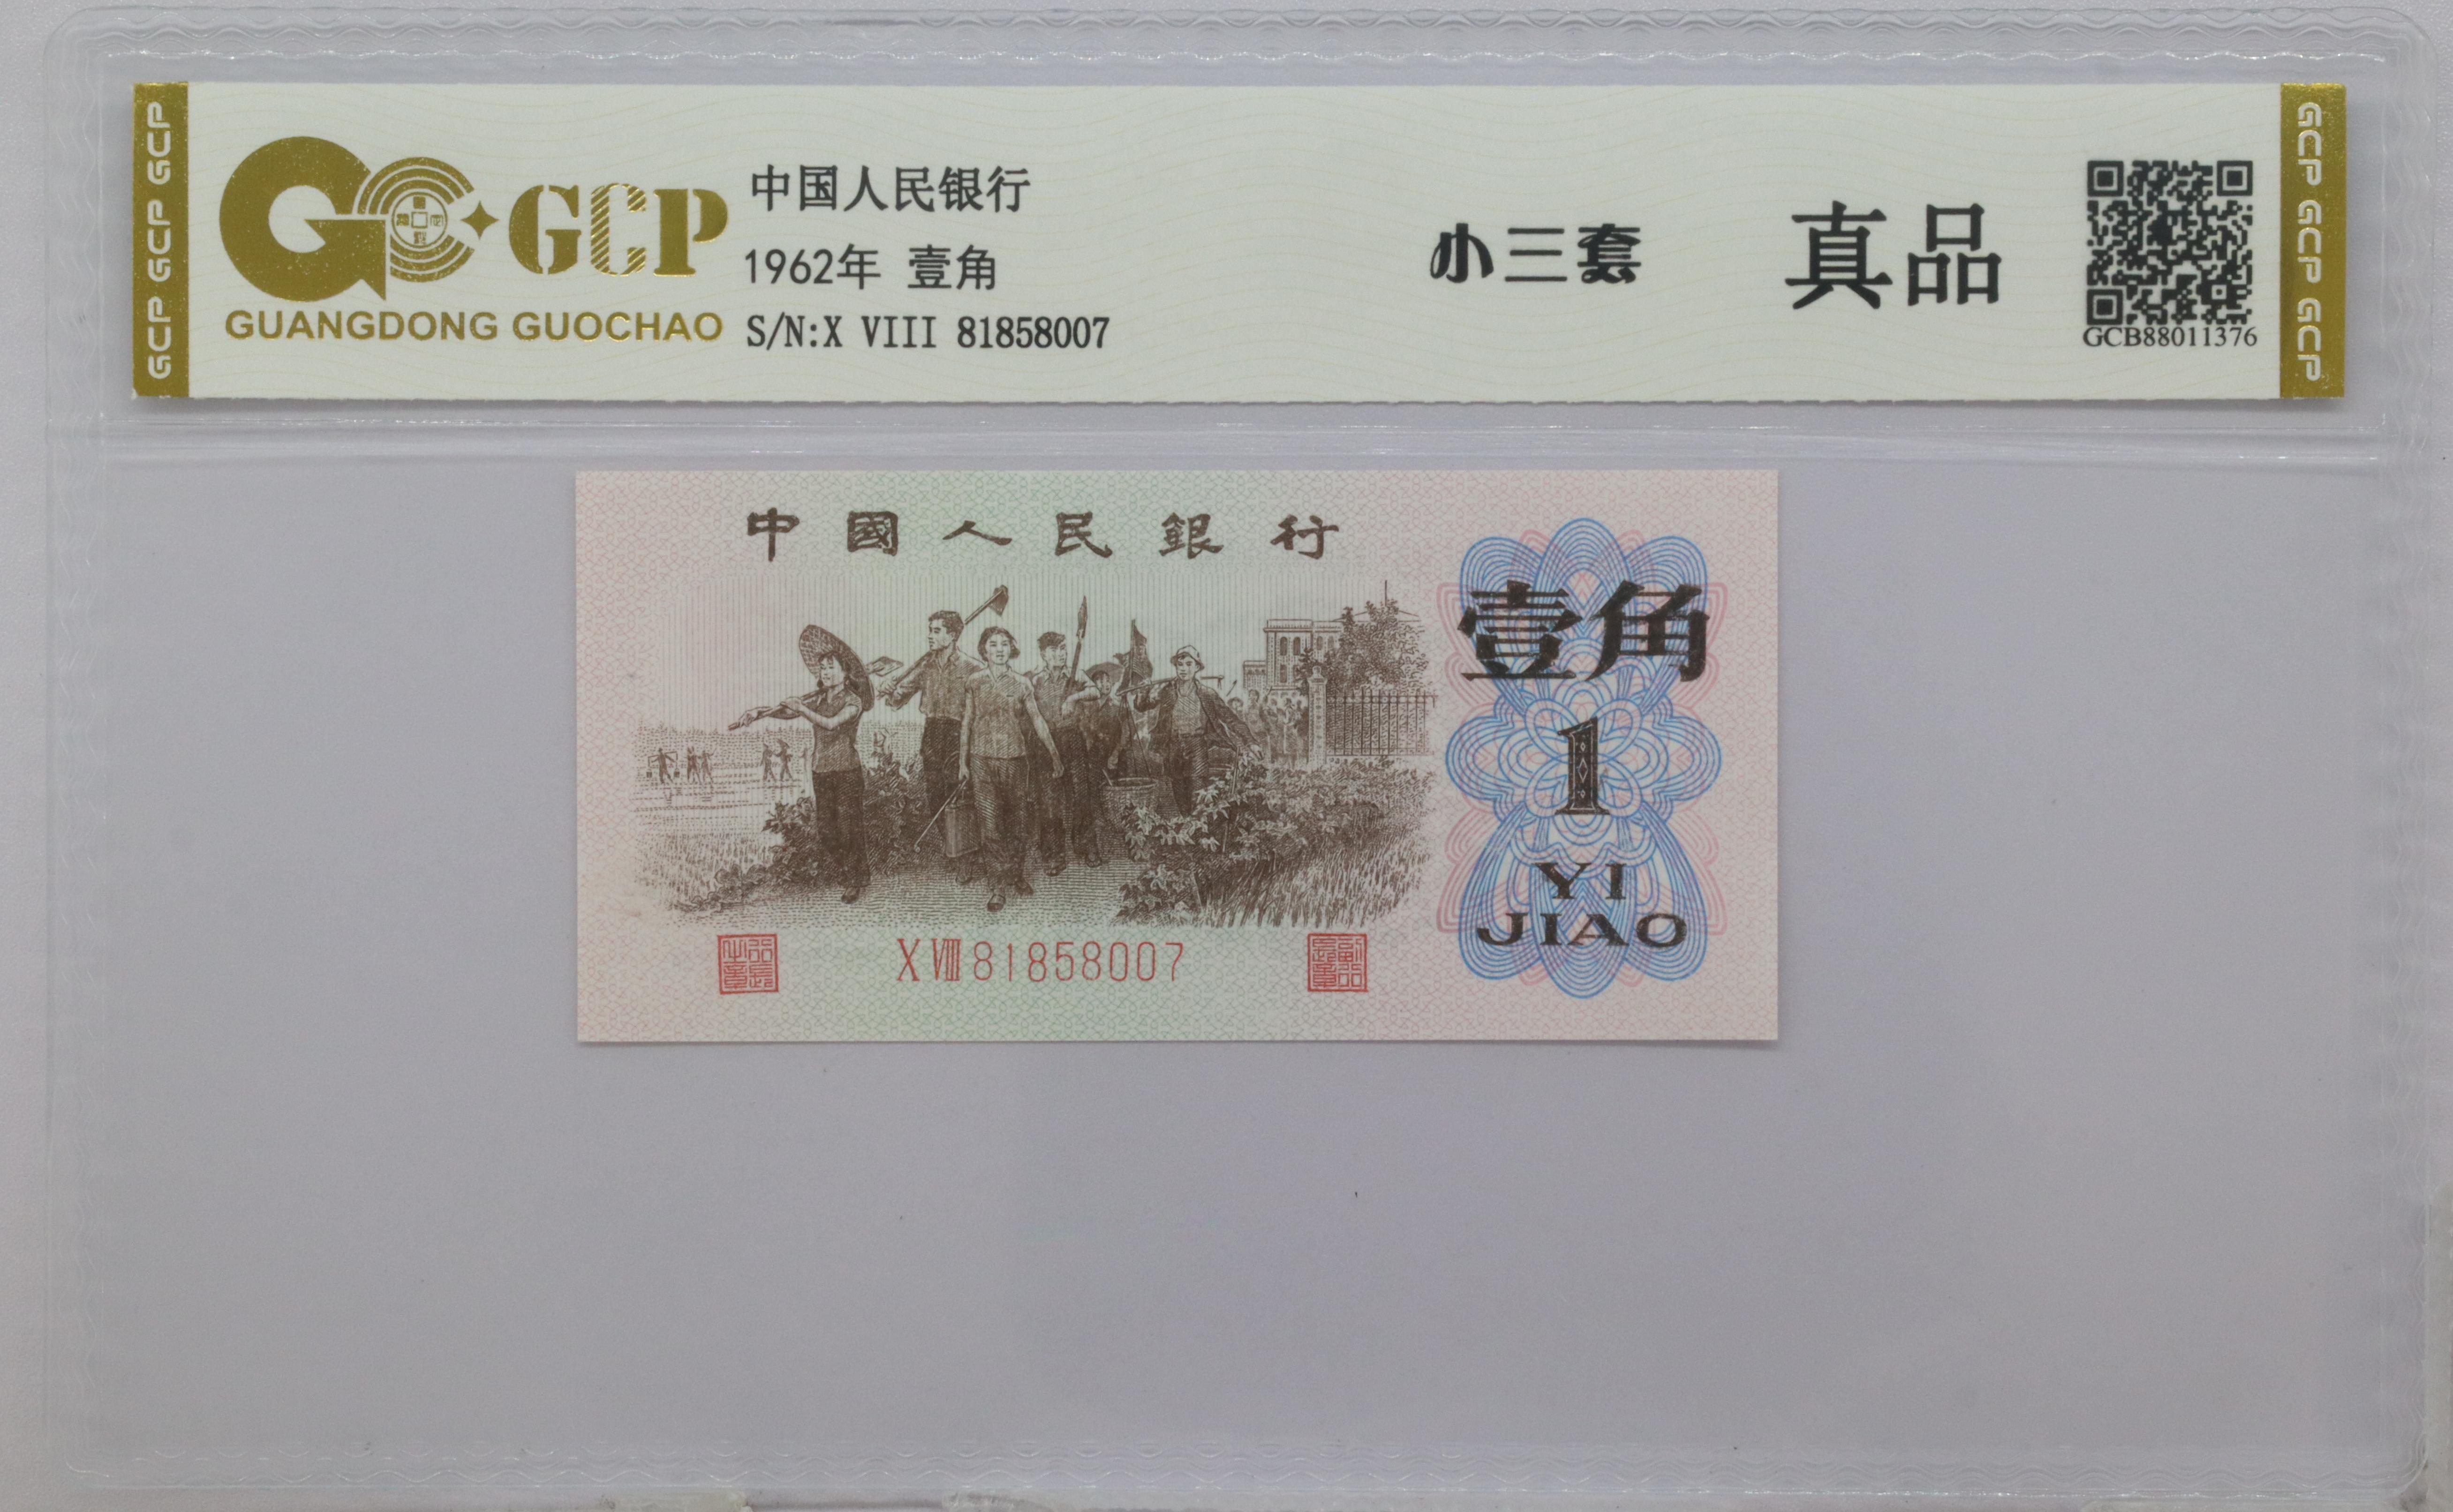 GCP GCP GCP
GCP
GUANGDONG GUOCHAO
中国人民银行
1962年 壹角
S/N:X VIII 81858007
小三套
真品
GCB88011376
GCP GCP GCP
中國人民銀行
壹角
1
YI
JIAO
X VIII 81858007